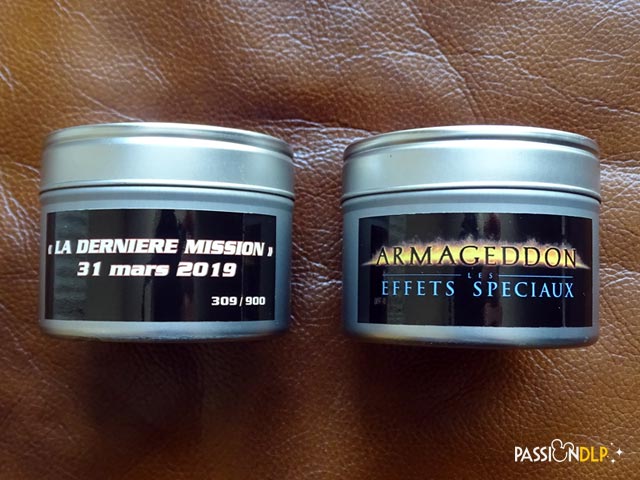 « LA DERNIERE MISSION »
31 mars 2019
309/900
ARMAGEDDON
LES
EFFETS SPECIAUX
PASSIONDLP